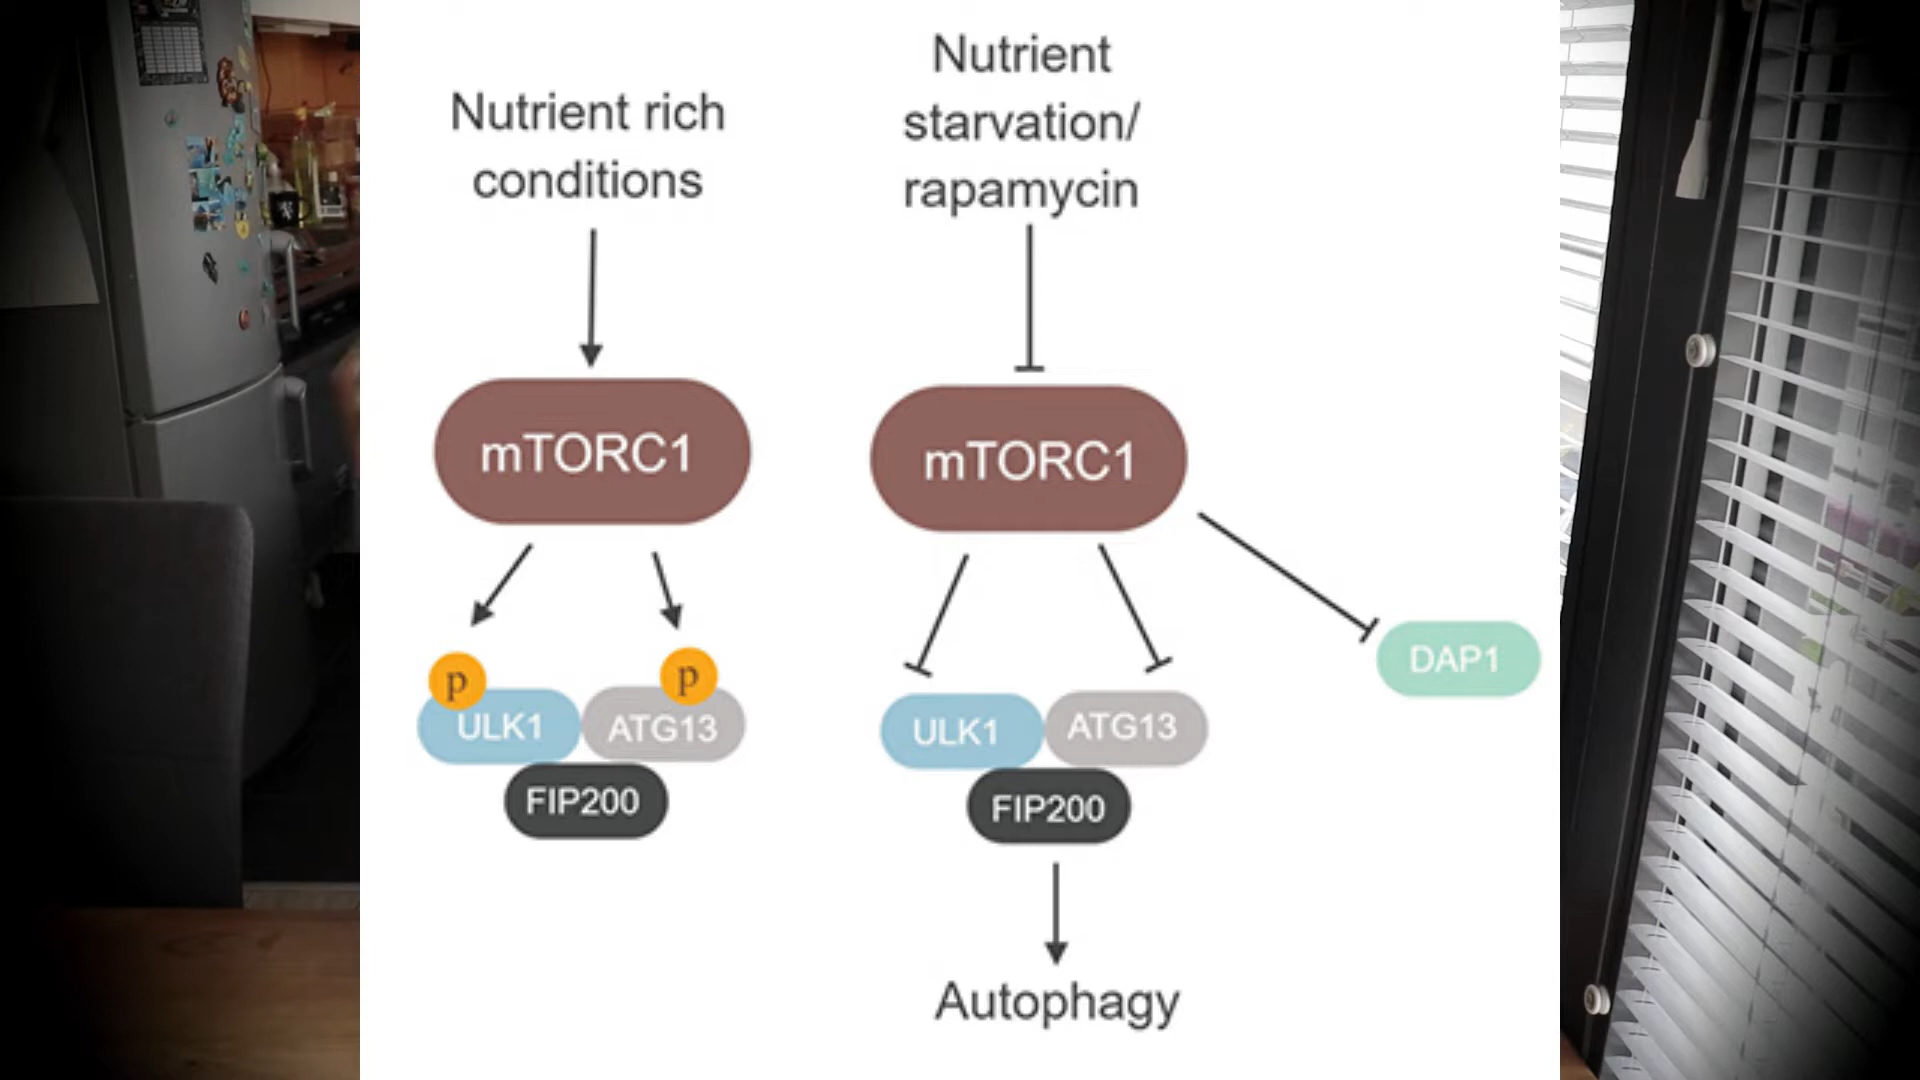 Nutrient rich
conditions
mTORC1
p
p
ULK1
ATG13
FIP200
Nutrient
starvation/
rapamycin
mTORC1
DAP1
ULK1
ATG13
FIP200
Autophagy